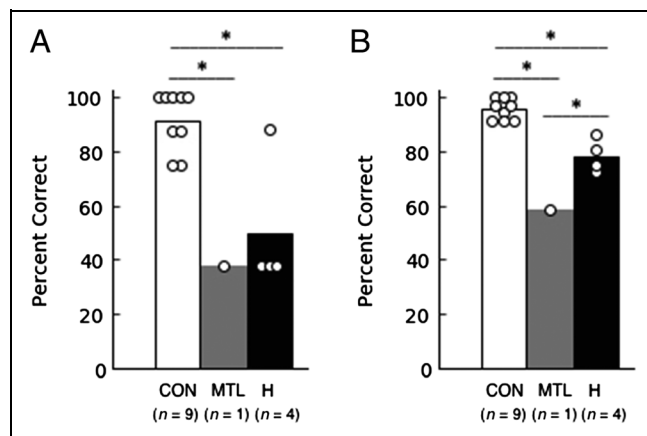 A
*
*
Percent Correct
100
80
60
40
20
0
CON MTL H
(n = 9) (n = 1) (n = 4)
B
*
*
*
Percent Correct
100
80
60
40
20
0
CON MTL H
(n = 9) (n = 1) (n = 4)